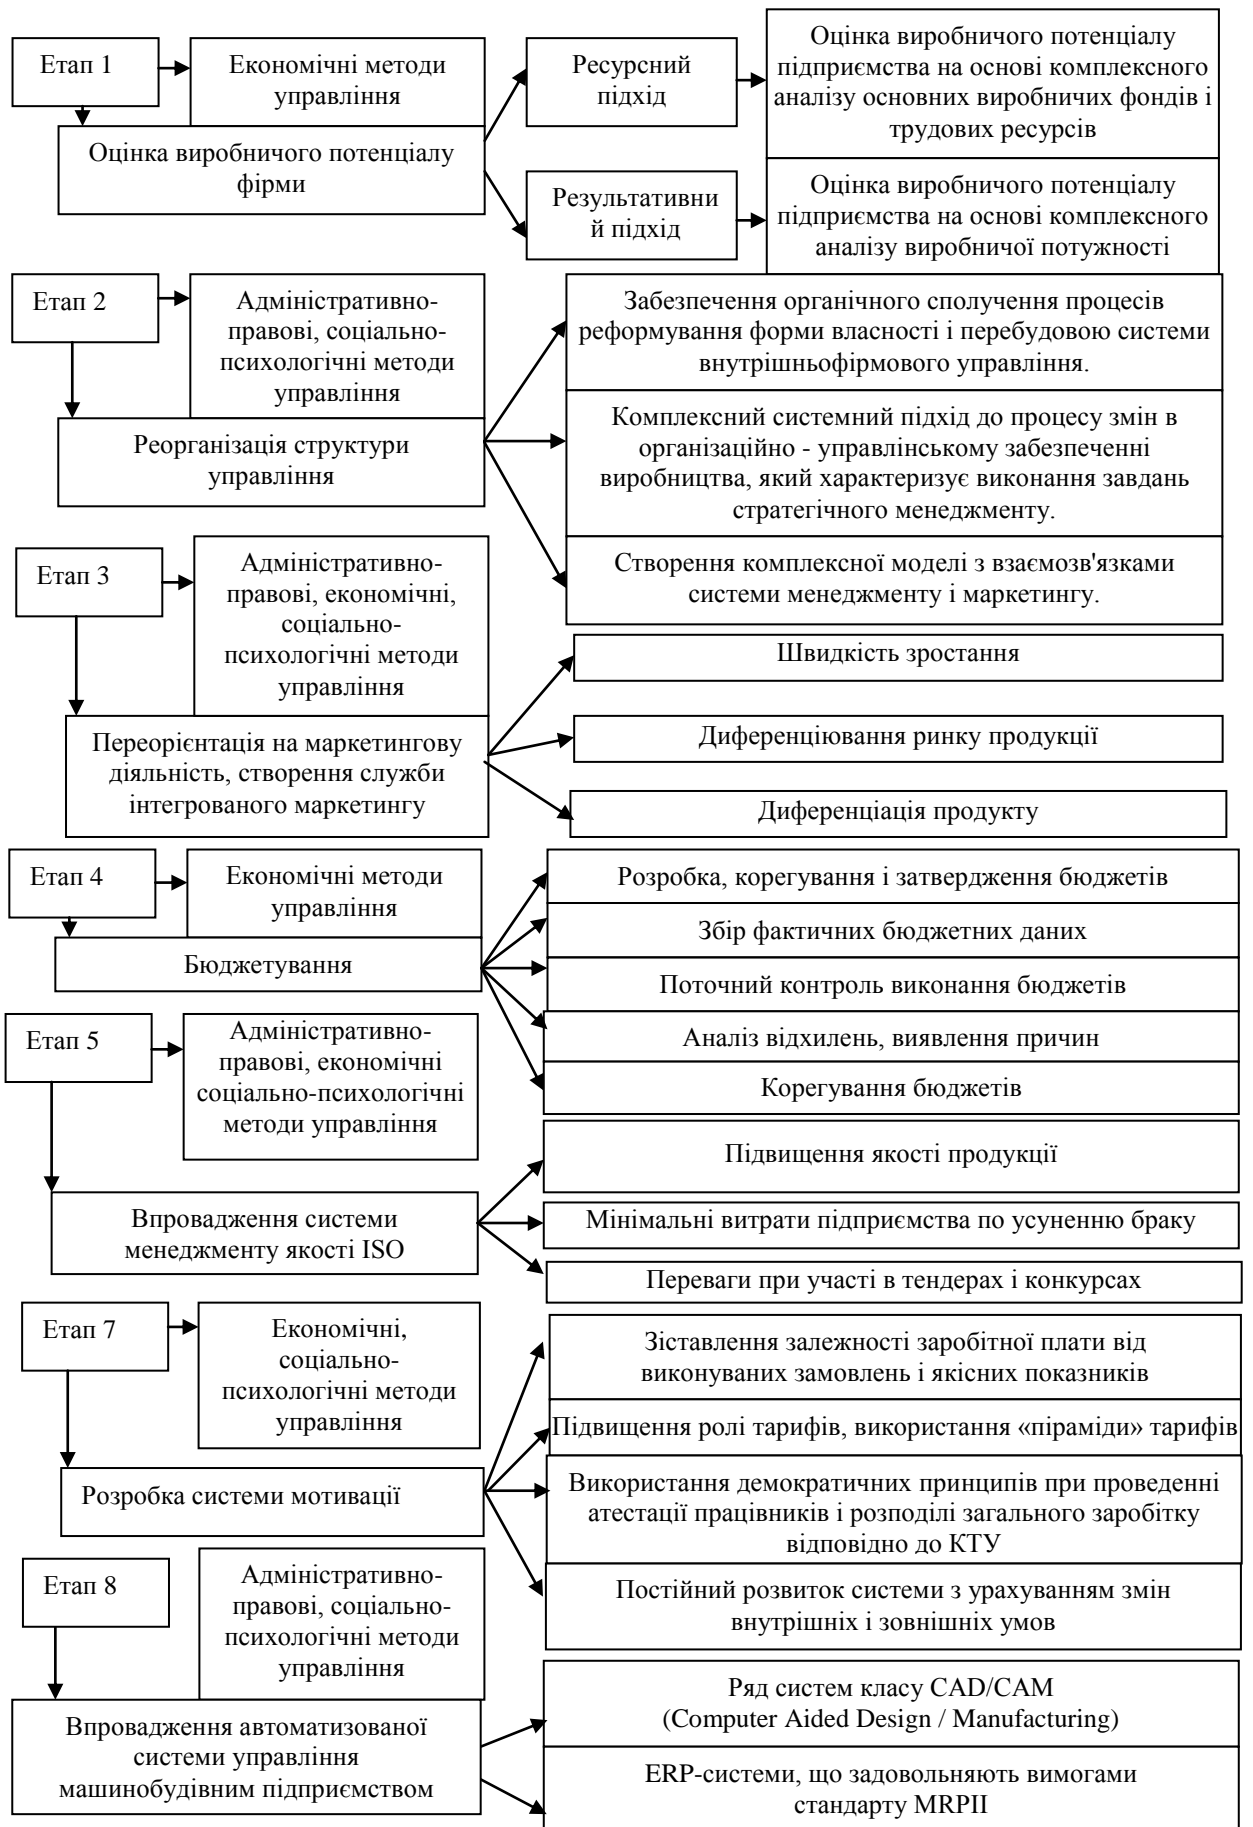 Етап 1
Економічні методи
управління
Оцінка виробничого потенціалу
фірми
Ресурсний
підхід
Оцінка виробничого потенціалу
підприємства на основі комплексного
аналізу основних виробничих фондів і
трудових ресурсів
Результативни
й підхід
Оцінка виробничого потенціалу
підприємства на основі комплексного
аналізу виробничої потужності
Етап 2
Адміністративно-
правові, соціально-
психологічні методи
управління
Реорганізація структури
управління
Забезпечення органічного сполучення процесів
реформування форми власності і перебудовою системи
внутрішньофірмового управління.
Комплексний системний підхід до процесу змін в
організаційно - управлінському забезпеченні
виробництва, який характеризує виконання завдань
стратегічного менеджменту.
Створення комплексної моделі з взаємозв'язками
системи менеджменту і маркетингу.
Етап 3
Адміністративно-
правові, економічні,
соціально-
психологічні методи
управління
Переорієнтація на маркетингову
діяльність, створення служби
інтегрованого маркетингу
Швидкість зростання
Диференціювання ринку продукції
Диференціація продукту
Етап 4
Економічні методи
управління
Бюджетування
Розробка, корегування і затвердження бюджетів
Збір фактичних бюджетних даних
Поточний контроль виконання бюджетів
Аналіз відхилень, виявлення причин
Корегування бюджетів
Етап 5
Адміністративно-
правові, економічні
соціально-психологічні
методи управління
Впровадження системи
менеджменту якості ISO
Підвищення якості продукції
Мінімальні витрати підприємства по усуненню браку
Переваги при участі в тендерах і конкурсах
Етап 7
Економічні,
соціально-
психологічні методи
управління
Розробка системи мотивації
Зіставлення залежності заробітної плати від
виконуваних замовлень і якісних показників
Підвищення ролі тарифів, використання «піраміди» тарифів
Використання демократичних принципів при проведенні
атестації працівників і розподілі загального заробітку
відповідно до КТУ
Постійний розвиток системи з урахуванням змін
внутрішніх і зовнішніх умов
Етап 8
Адміністративно-
правові, соціально-
психологічні методи
управління
Впровадження автоматизованої
системи управління
машинобудівним підприємством
Ряд систем класу CAD/CAM
(Computer Aided Design / Manufacturing)
ERP-системи, що задовольняють вимогами
стандарту MRPII